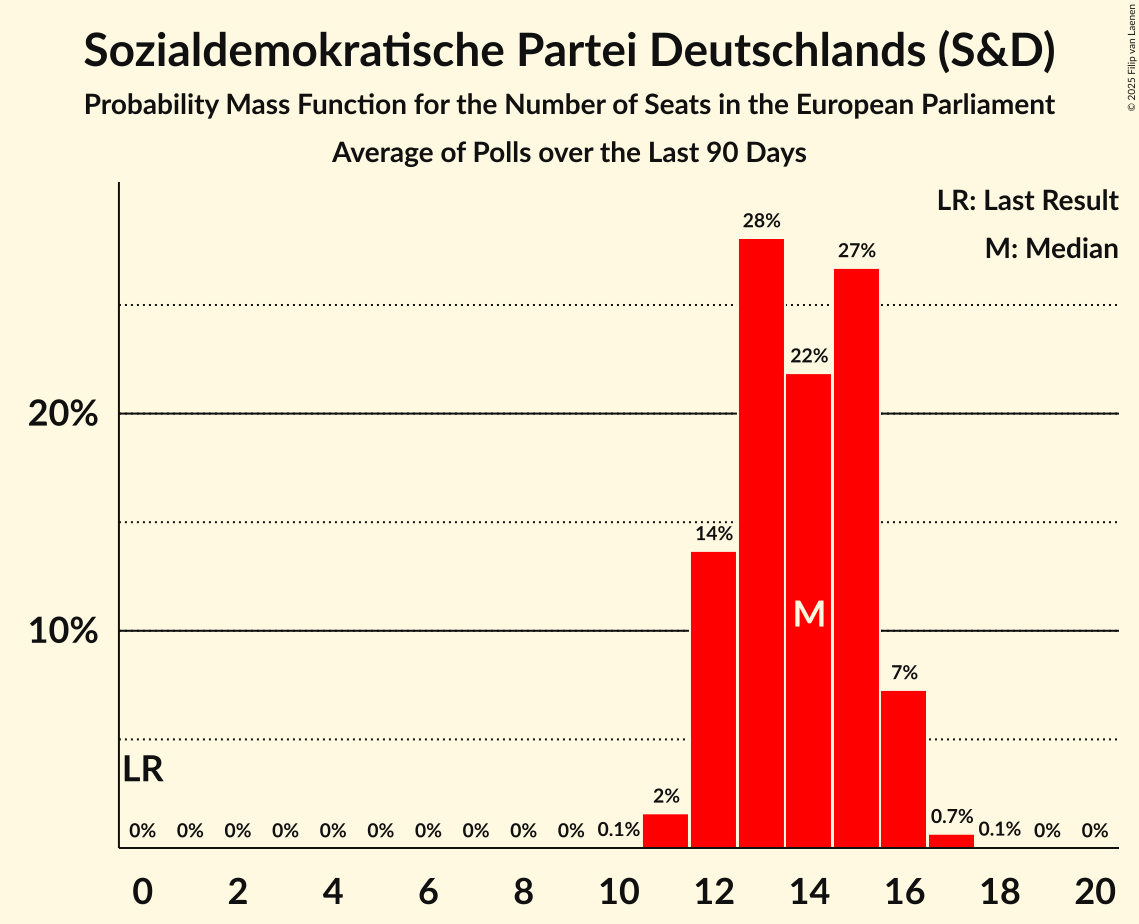 Sozialdemokratische Partei Deutschlands (S&D)
Probability Mass Function for the Number of Seats in the European Parliament
Average of Polls over the Last 90 Days
© 2025 Filip van Laenen
LR: Last Result
M: Median
28%
27%
22%
20%
14%
M
10%
7%
LR
2%
0% 0% 0% 0% 0% 0% 0% 0% 0% 0% 0.1% 0.7% 0.1% 0% 0%
0 2 4 6 8 10 12 14 16 18 20